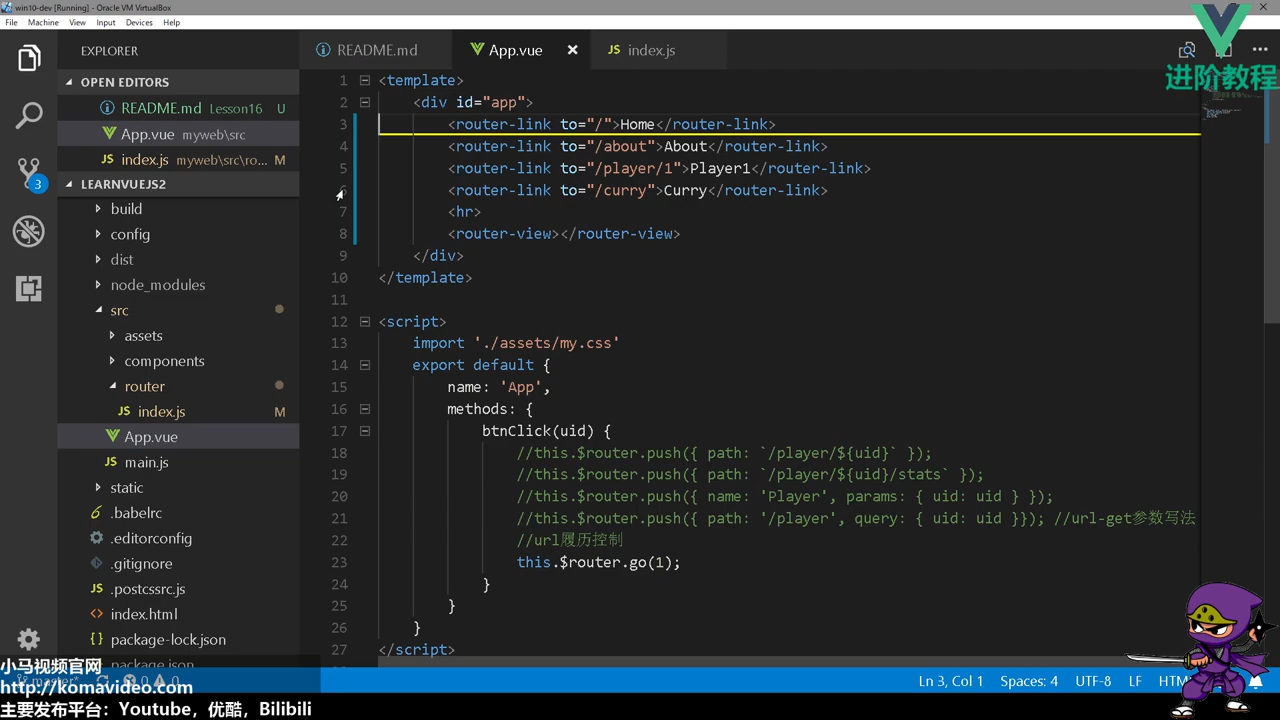 win10-dev [Running] - Oracle VM VirtualBox
File Machine View Input Devices Help
EXPLORER
README.md App.vue index.js
进阶教程
OPEN EDITORS
README.md Lesson16 U
App.vue myweb\src
index.js myweb\src\ro... M
LEARNVUEJS2
build
config
dist
node_modules
src
assets
components
router
index.js M
App.vue
main.js
static
.babelrc
.editorconfig
.gitignore
.postcssrc.js
index.html
package-lock.json
package.json
3
1 <template>
2 <div id="app">
3 <router-link to="/">Home</router-link>
4 <router-link to="/about">About</router-link>
5 <router-link to="/player/1">Player1</router-link>
6 <router-link to="/curry">Curry</router-link>
7 <hr>
8 <router-view></router-view>
9 </div>
10 </template>
11
12 <script>
13 import './assets/my.css'
14 export default {
15 name: 'App',
16 methods: {
17 btnClick(uid) {
18 //this.$router.push({ path: `/player/${uid}` });
19 //this.$router.push({ path: `/player/${uid}/stats` });
20 //this.$router.push({ name: 'Player', params: { uid: uid } });
21 //this.$router.push({ path: '/player', query: { uid: uid }}); //url-get参数写法
22 //url履历控制
23 this.$router.go(1);
24 }
25 }
26 }
27 </script>
小马视频官网
http://komavideo.com
主要发布平台：Youtube，优酷，Bilibili
master* 0 0
Ln 3, Col 1 Spaces: 4 UTF-8 LF